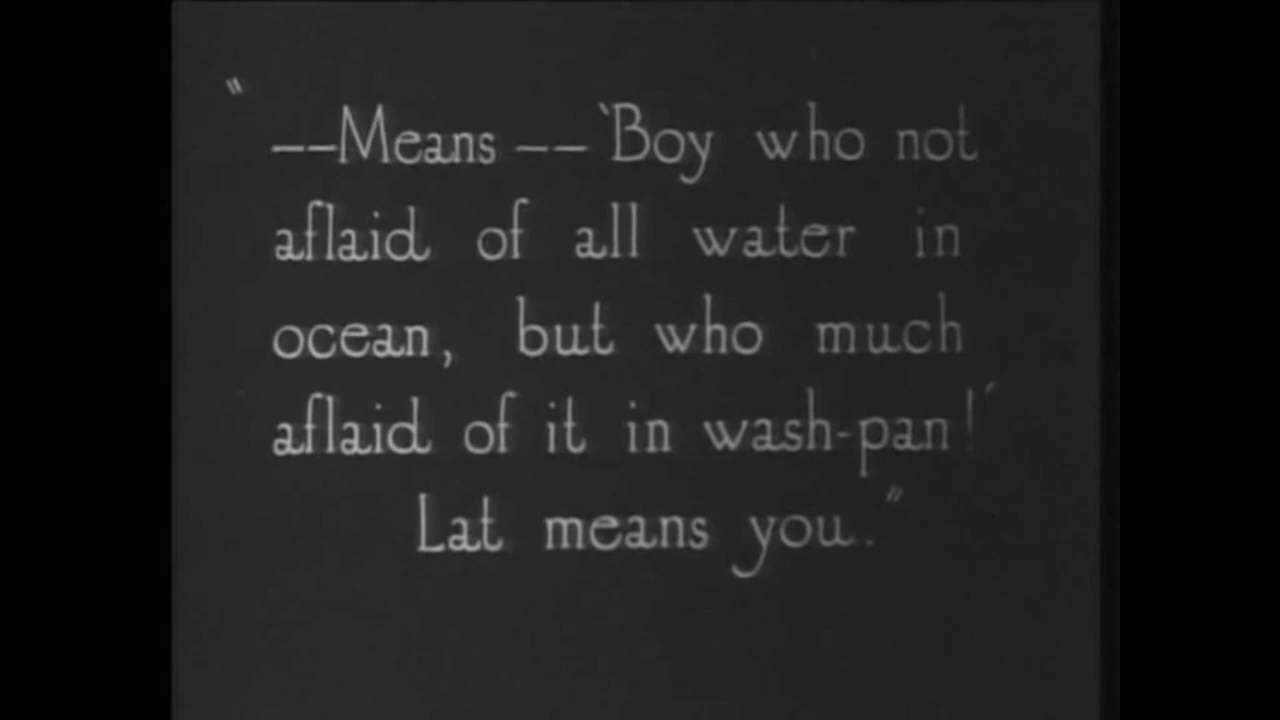 "--Means--'Boy who not
aflaid of all water in
ocean, but who much
aflaid of it in wash-pan!'
Lat means you."